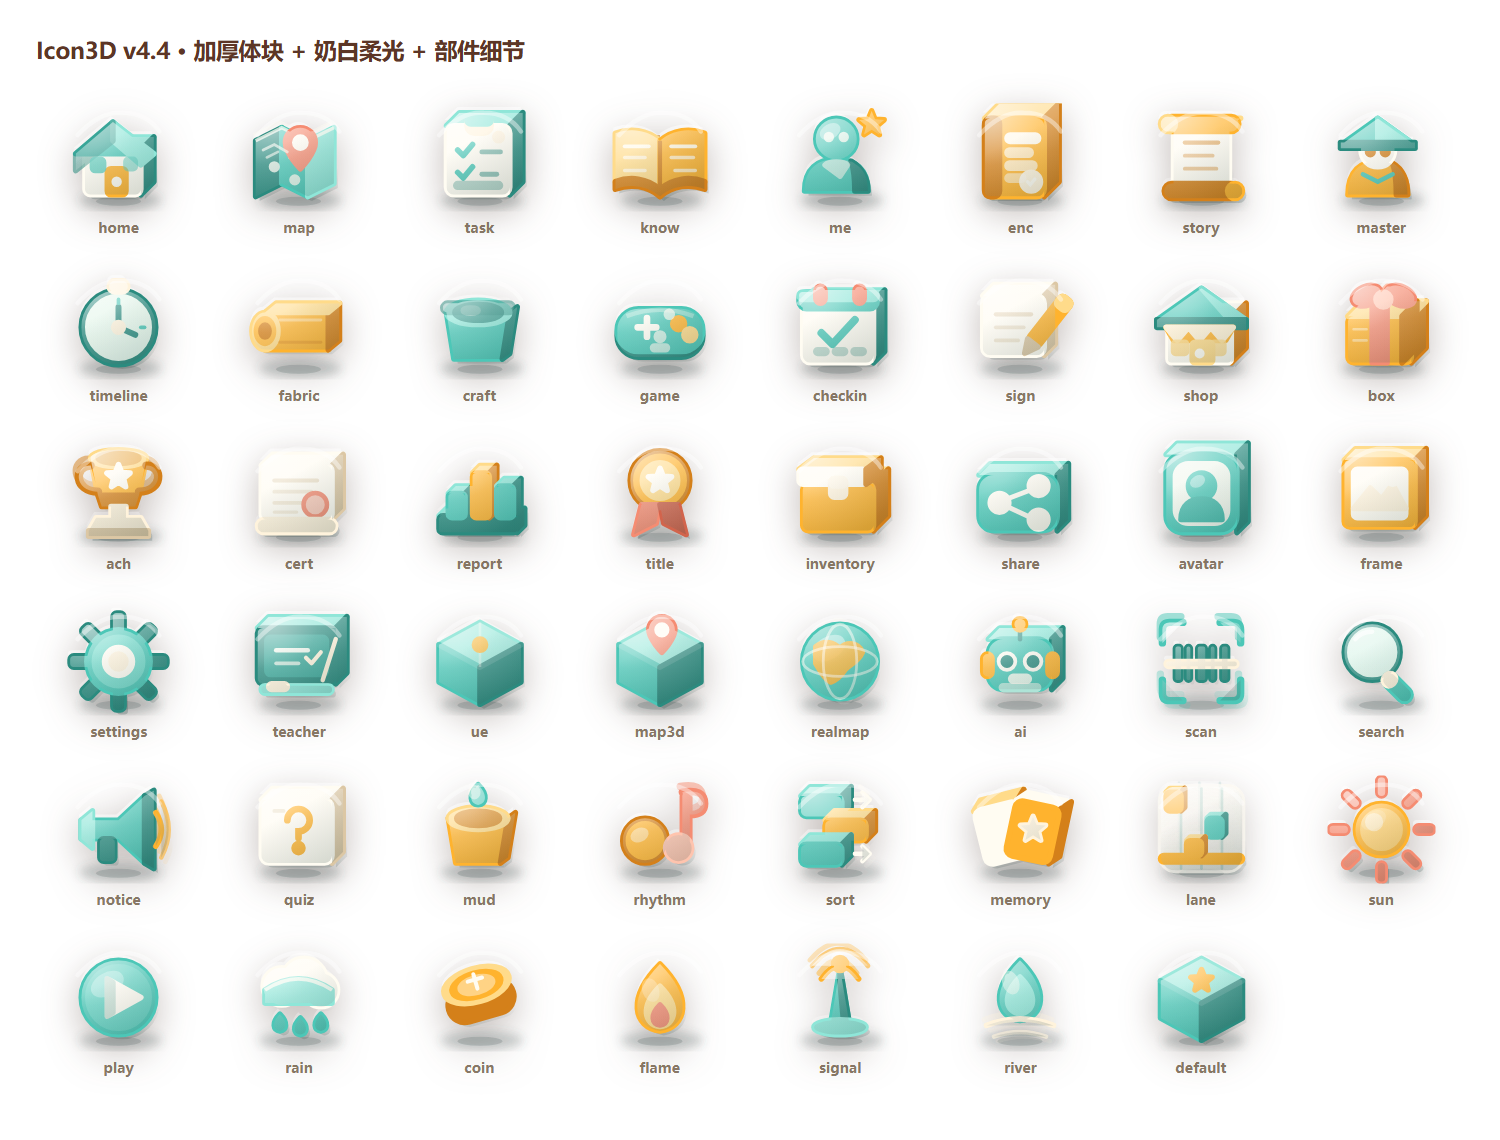 Icon3D v4.4 • 加厚体块 + 奶白柔光 + 部件细节
home map task know me enc story master
timeline fabric craft game checkin sign shop box
ach cert report title inventory share avatar frame
settings teacher ue map3d realmap ai scan search
notice quiz mud rhythm sort memory lane sun
play rain coin flame signal river default